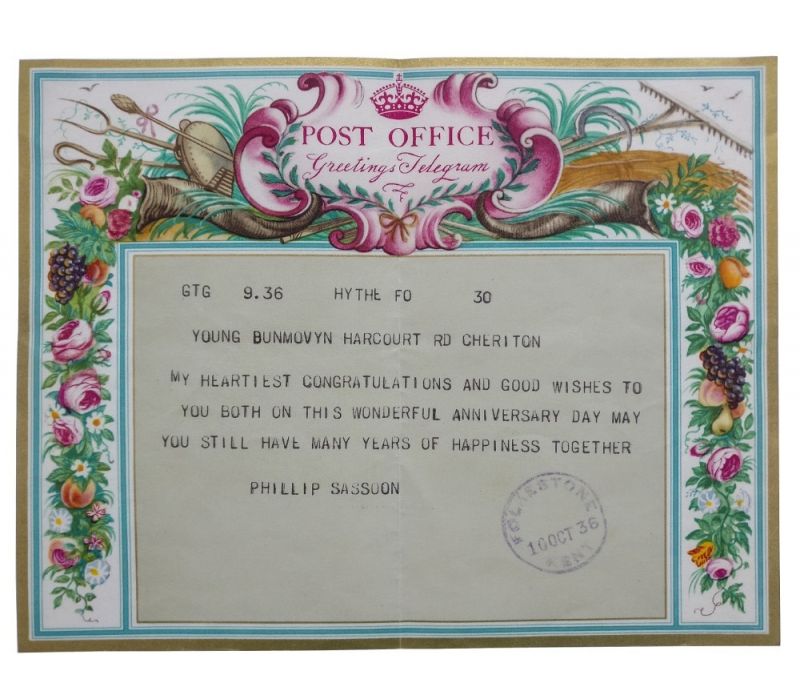 POST OFFICE
Greetings Telegram
GTG 9.36 HYTHE FO 30
YOUNG BUNMOVYN HARCOURT RD CHERITON
MY HEARTIEST CONGRATULATIONS AND GOOD WISHES TO
YOU BOTH ON THIS WONDERFUL ANNIVERSARY DAY MAY
YOU STILL HAVE MANY YEARS OF HAPPINESS TOGETHER
PHILLIP SASSOON
FOLKESTONE
10OCT 36
KENT